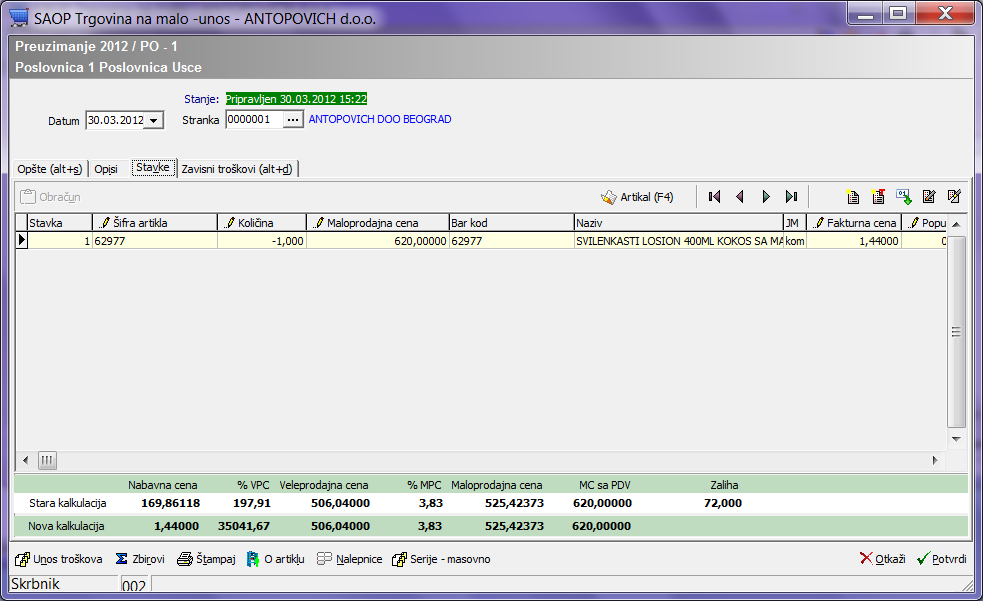 SAOP Trgovina na malo -unos - ANTOPOVICH d.o.o.
Preuzimanje 2012 / PO - 1
Poslovnica 1 Poslovnica Usce
Stanje: Pripravljen 30.03.2012 15:22
Datum 30.03.2012 Stranka 0000001 ... ANTOPOVICH DOO BEOGRAD
Opšte (alt+s) Opisi Stavke Zavisni troškovi (alt+d)
Obračun Artikal (F4)
Stavka Šifra artikla Količina Maloprodajna cena Bar kod Naziv JM Fakturna cena Popu
1 62977 -1,000 620,00000 62977 SVILENKASTI LOSION 400ML KOKOS SA MA kom 1,44000 0
Nabavna cena % VPC Veleprodajna cena % MPC Maloprodajna cena MC sa PDV Zaliha
Stara kalkulacija 169,86118 197,91 506,04000 3,83 525,42373 620,00000 72,000
Nova kalkulacija 1,44000 35041,67 506,04000 3,83 525,42373 620,00000
Unos troškova Zbirovi Štampaj O artiklu Nalepnice Serije - masovno Otkaži Potvrdi
Skrbnik 002